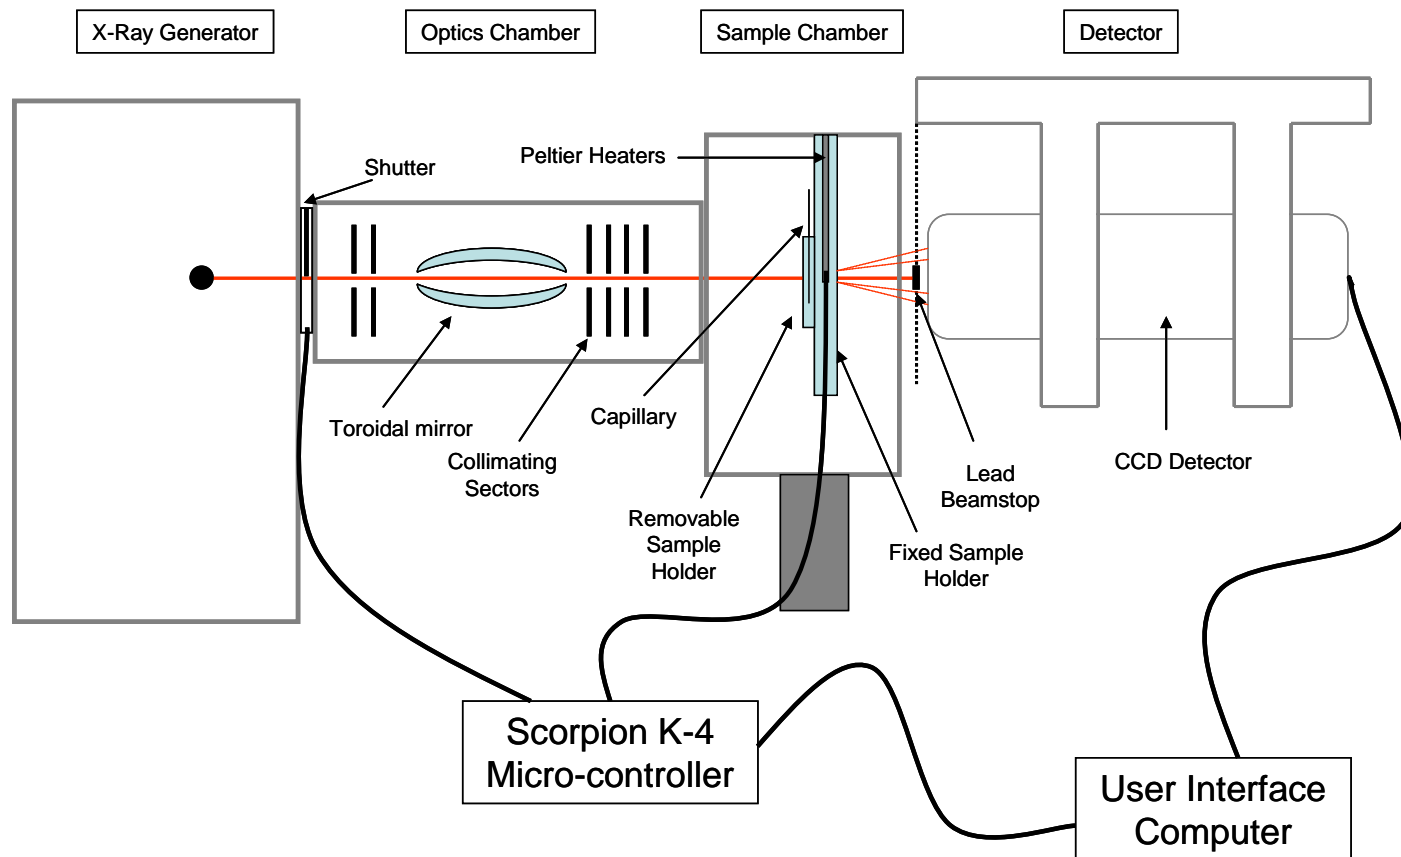 X-Ray Generator
Optics Chamber
Sample Chamber
Detector
Shutter
Peltier Heaters
Toroidal mirror
Collimating
Sectors
Capillary
Removable
Sample
Holder
Fixed Sample
Holder
Lead
Beamstop
CCD Detector
Scorpion K-4
Micro-controller
User Interface
Computer